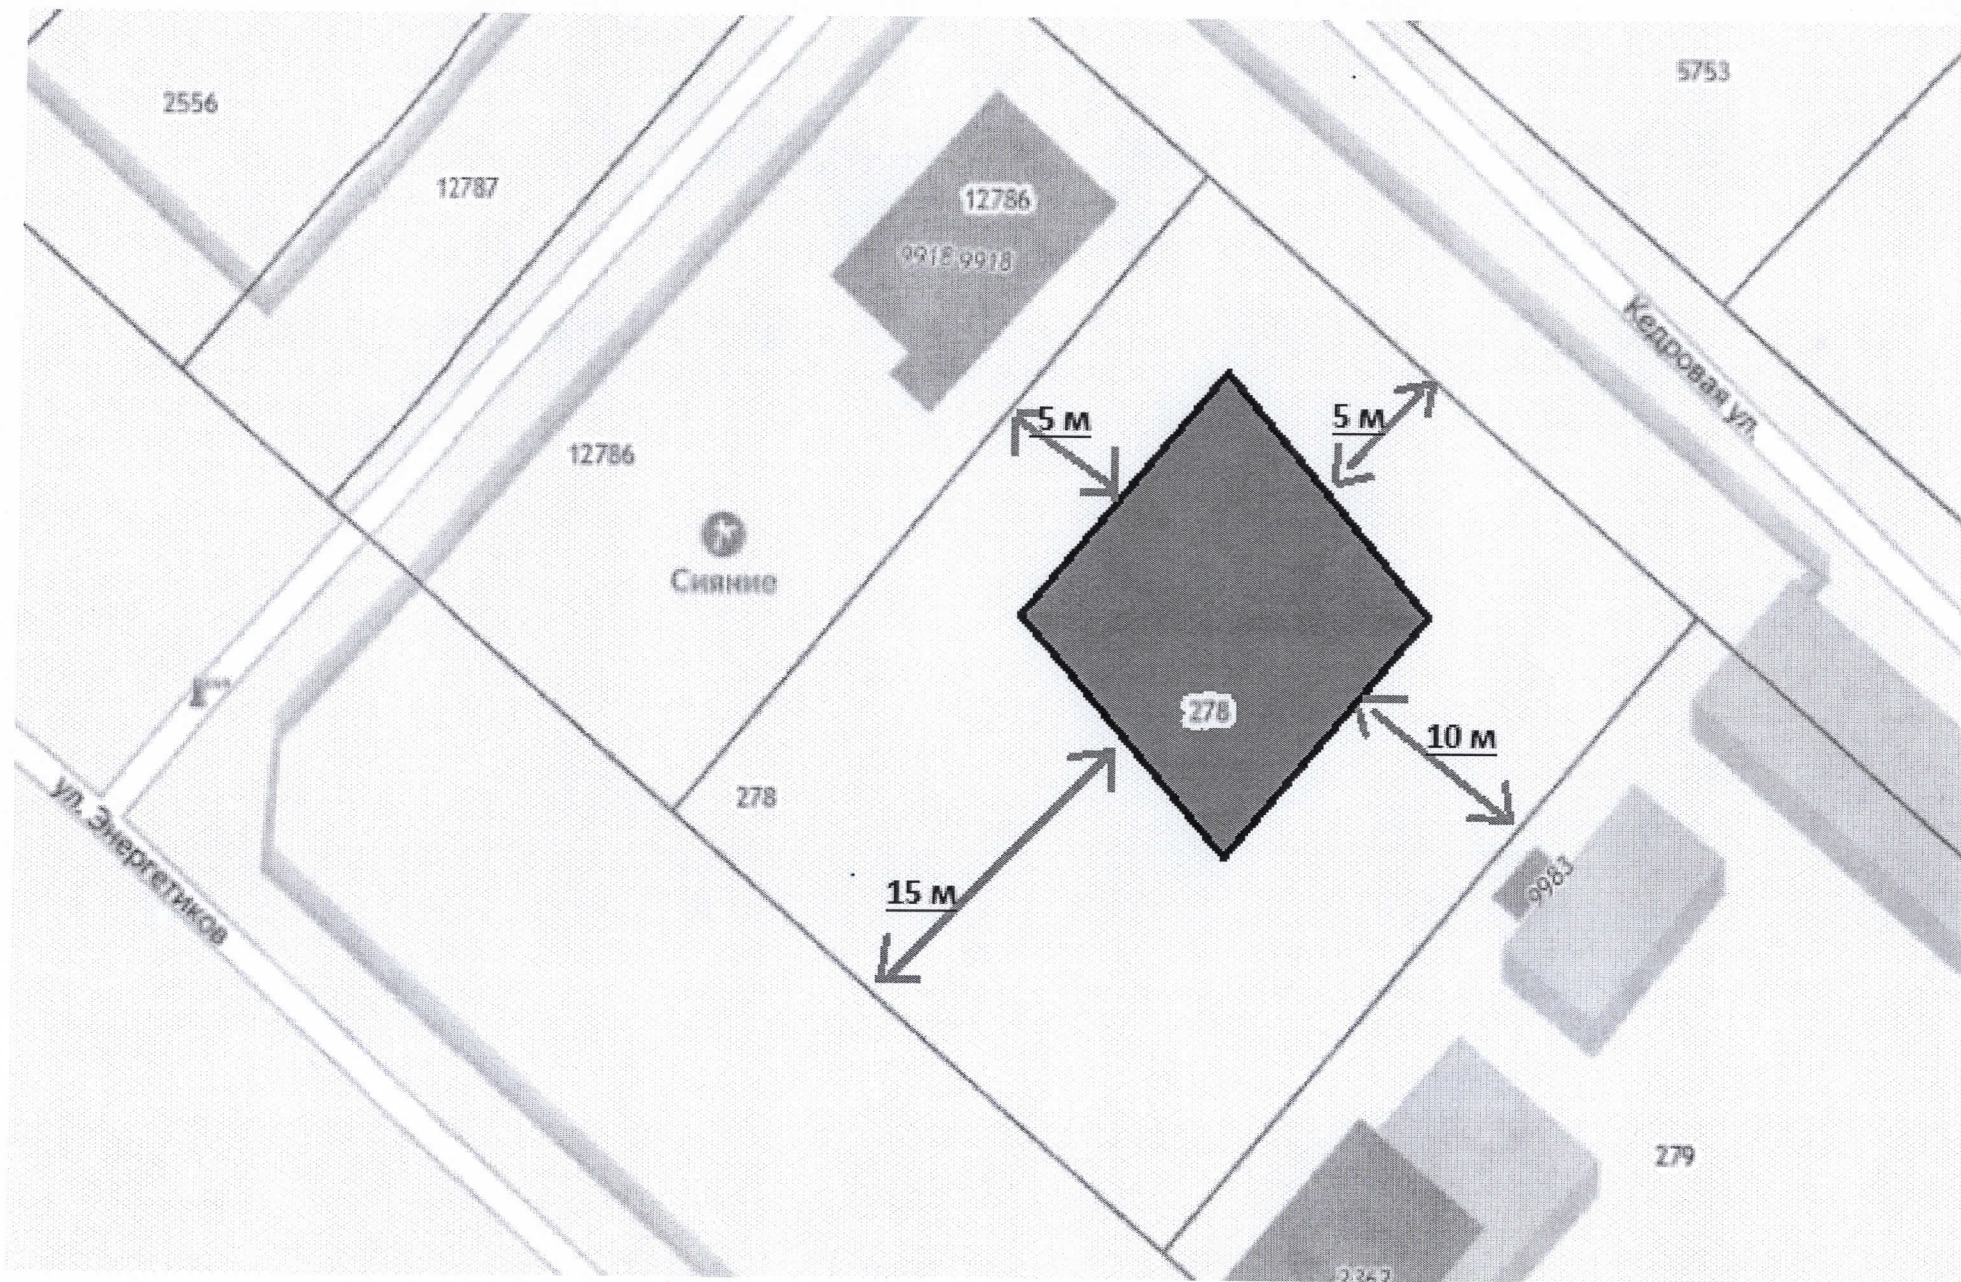 5753
2556
12787
12786
9918 9918
Кедровая ул.
5 м
5 м
12786
Сияние
278
10 м
278
ул. Энергетиков
15 м
9983
279